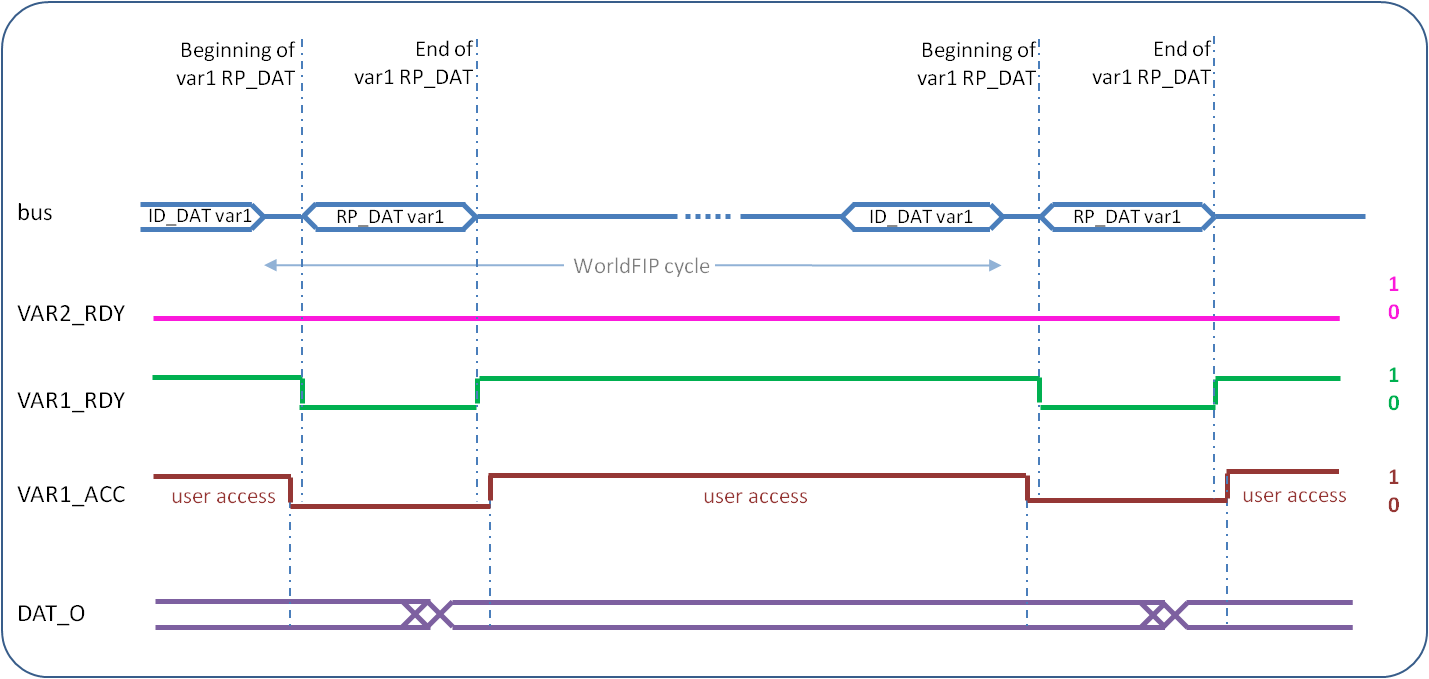 Beginning of
var1 RP_DAT
End of
var1 RP_DAT
Beginning of
var1 RP_DAT
End of
var1 RP_DAT
bus
ID_DAT var1
RP_DAT var1
ID_DAT var1
RP_DAT var1
WorldFIP cycle
VAR2_RDY
1
0
VAR1_RDY
1
0
VAR1_ACC
user access
user access
user access
1
0
DAT_O